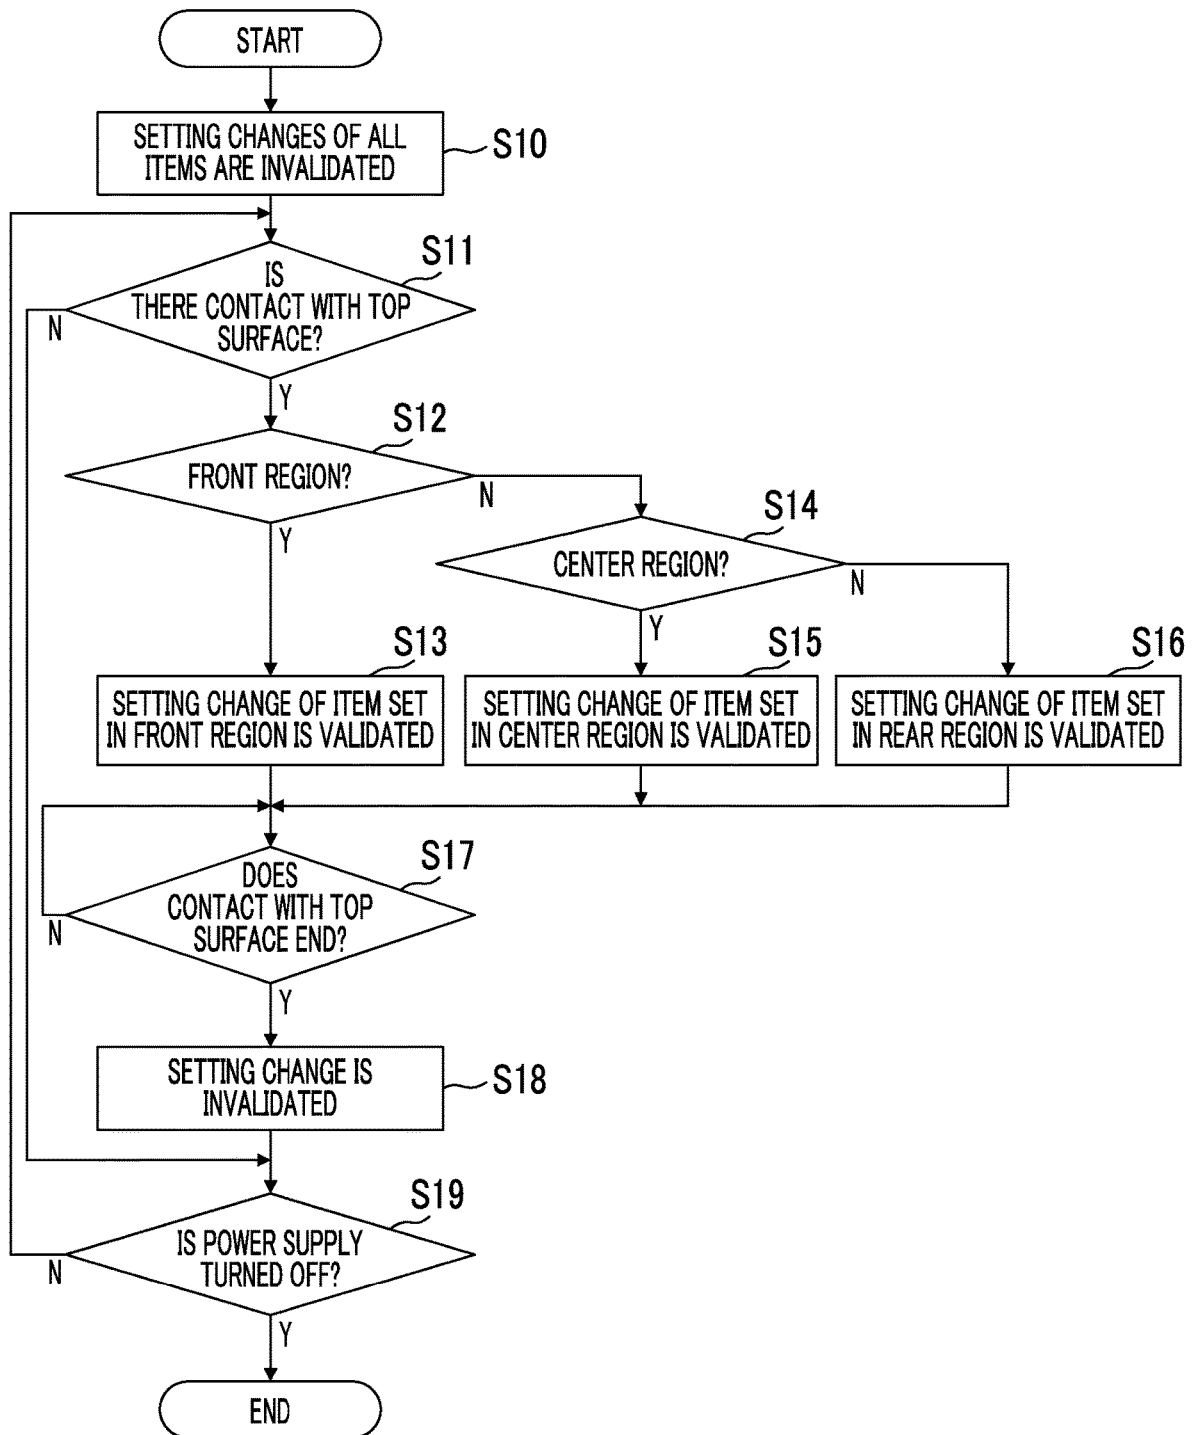 START
SETTING CHANGES OF ALL
ITEMS ARE INVALIDATED
S10
S11
IS
THERE CONTACT WITH TOP
SURFACE?
N
Y
S12
FRONT REGION?
N
Y
S14
CENTER REGION?
N
Y
S13
SETTING CHANGE OF ITEM SET
IN FRONT REGION IS VALIDATED
S15
SETTING CHANGE OF ITEM SET
IN CENTER REGION IS VALIDATED
S16
SETTING CHANGE OF ITEM SET
IN REAR REGION IS VALIDATED
S17
DOES
CONTACT WITH TOP
SURFACE END?
N
Y
SETTING CHANGE IS
INVALIDATED
S18
S19
IS POWER SUPPLY
TURNED OFF?
N
Y
END